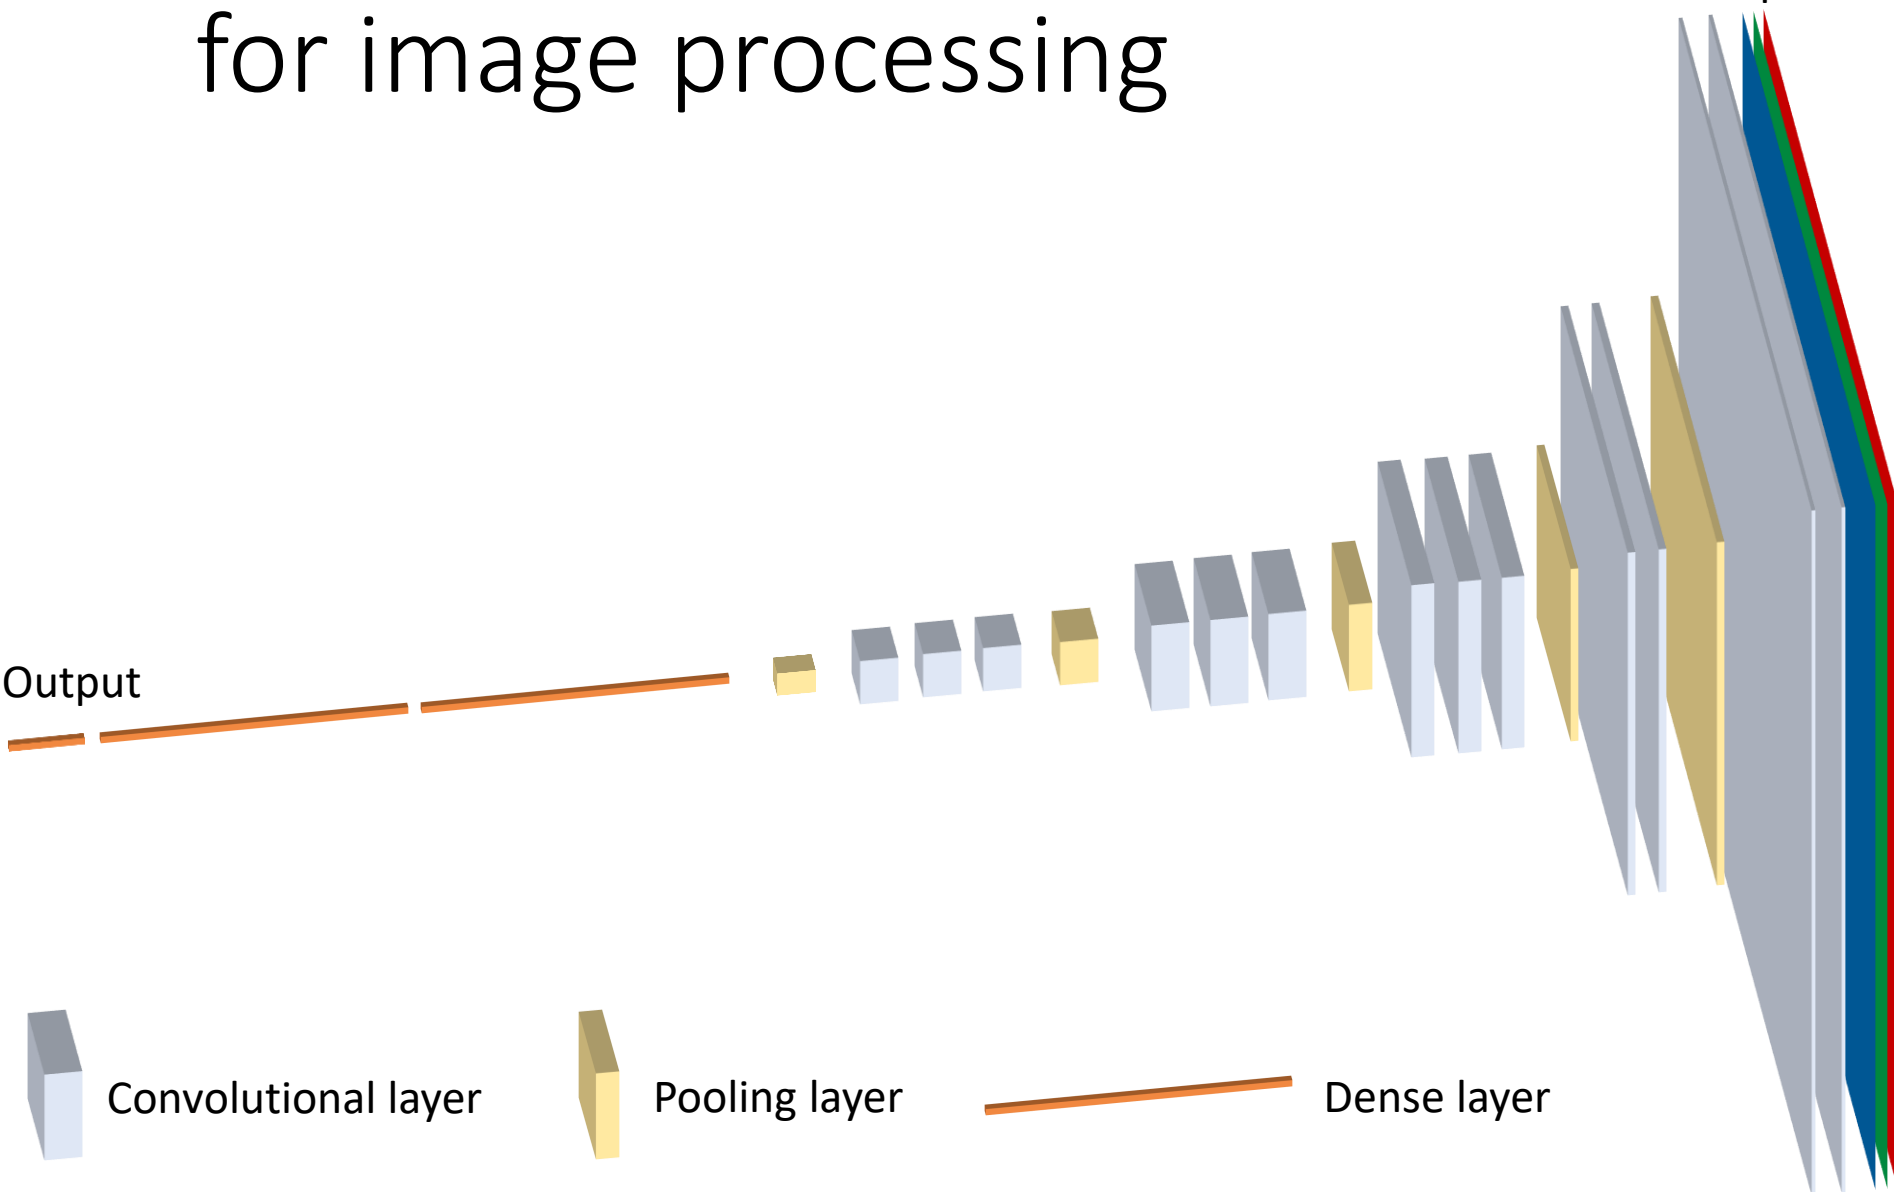 for image processing
Output
Convolutional layer
Pooling layer
Dense layer